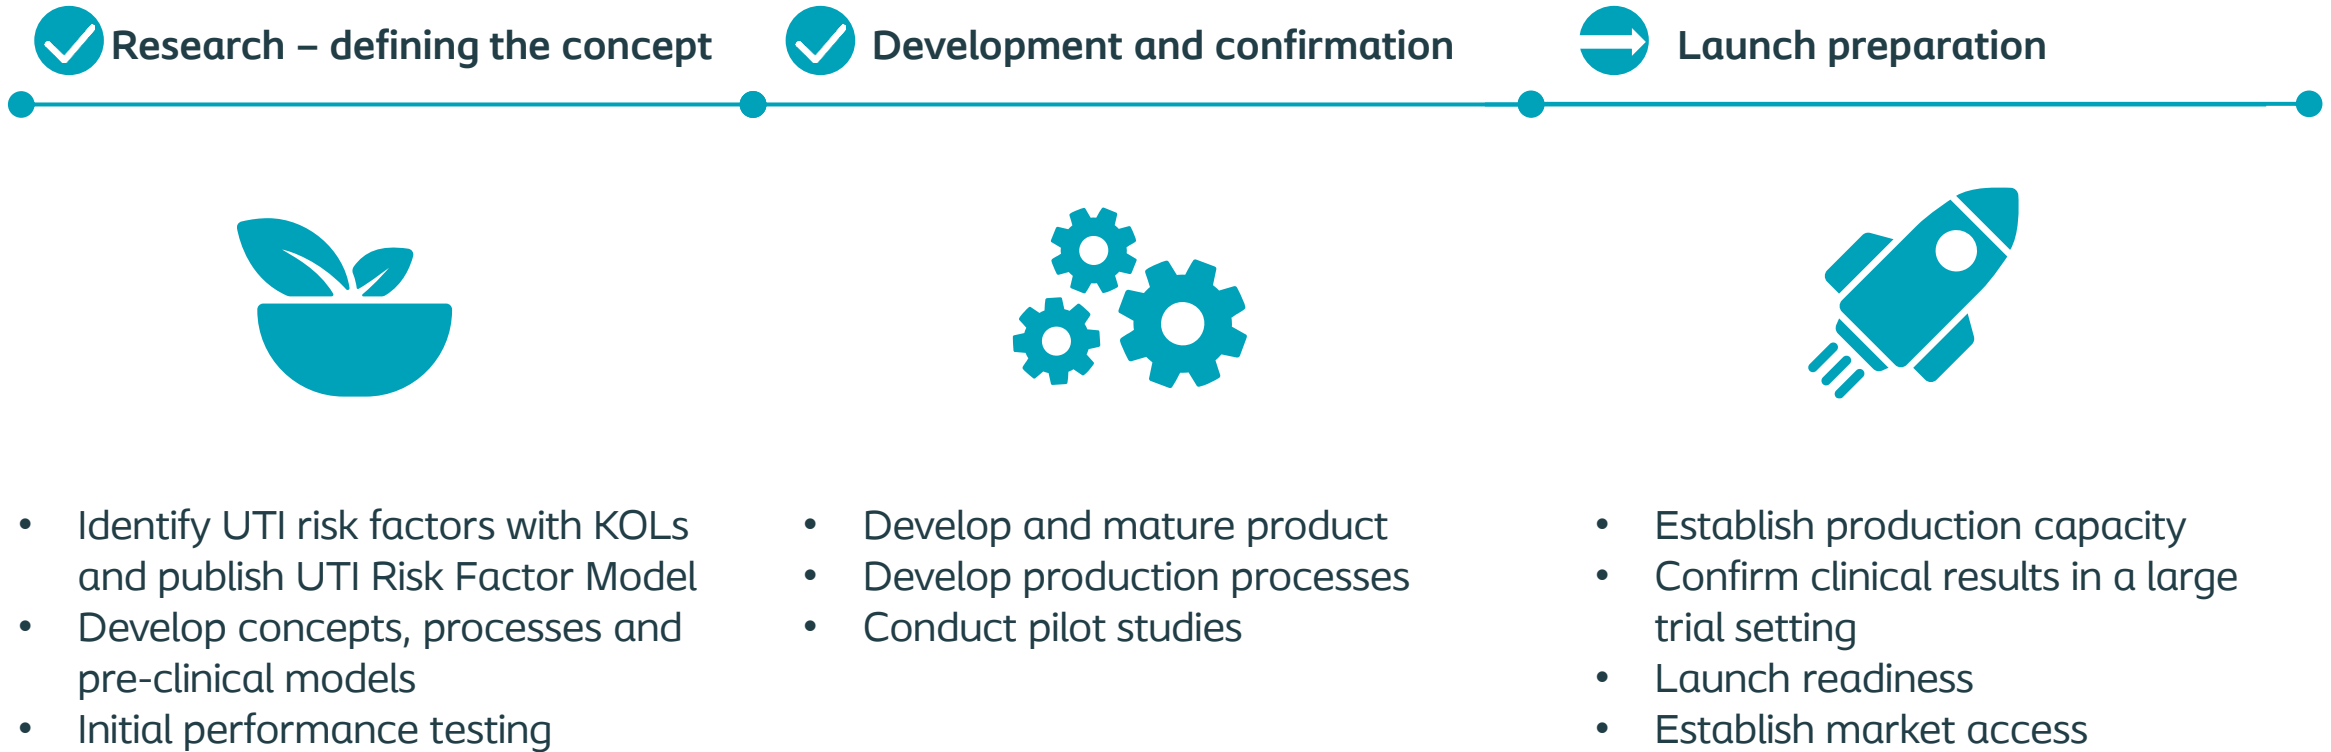 Research – defining the concept
Development and confirmation
Launch preparation
• Identify UTI risk factors with KOLs
and publish UTI Risk Factor Model
• Develop concepts, processes and
pre-clinical models
• Initial performance testing
• Develop and mature product
• Develop production processes
• Conduct pilot studies
• Establish production capacity
• Confirm clinical results in a large
trial setting
• Launch readiness
• Establish market access